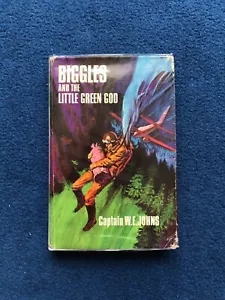 BIGGLES
AND THE
LITTLE GREEN GOD
Captain W.E. JOHNS